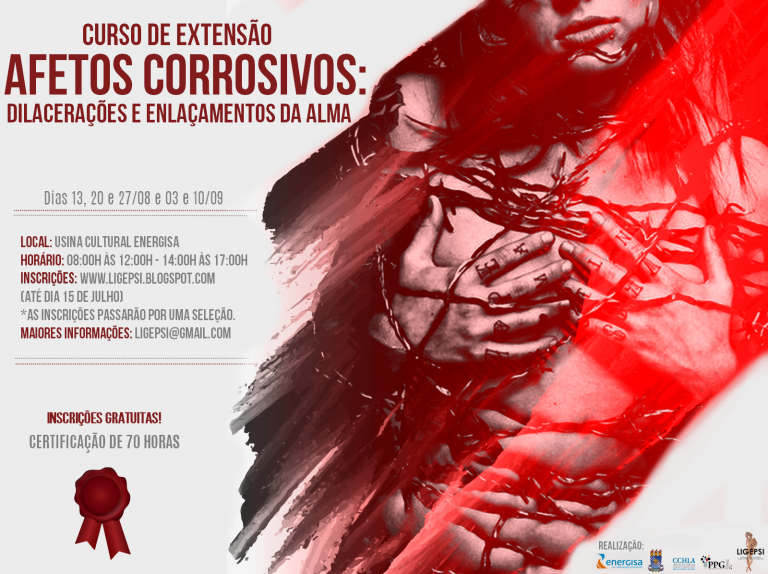 CURSO DE EXTENSÃO
AFETOS CORROSIVOS:
DILACERAÇÕES E ENLAÇAMENTOS DA ALMA
Dias 13, 20 e 27/08 e 03 e 10/09
LOCAL: USINA CULTURAL ENERGISA
HORÁRIO: 08:00H ÀS 12:00H - 14:00H ÀS 17:00H
INSCRIÇÕES: WWW.LIGEPSI.BLOGSPOT.COM
(ATÉ DIA 15 DE JULHO)
*AS INSCRIÇÕES PASSARÃO POR UMA SELEÇÃO.
MAIORES INFORMAÇÕES: LIGEPSI@GMAIL.COM
INSCRIÇÕES GRATUITAS!
CERTIFICAÇÃO DE 70 HORAS
REALIZAÇÃO:
energisa
CCHLA
PPG
LIGEPSI